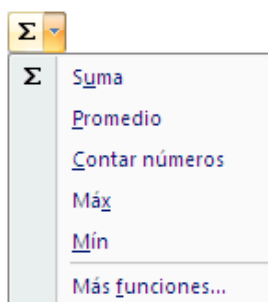 Σ
Σ Suma
Promedio
Contar números
Máx
Mín
Más funciones...